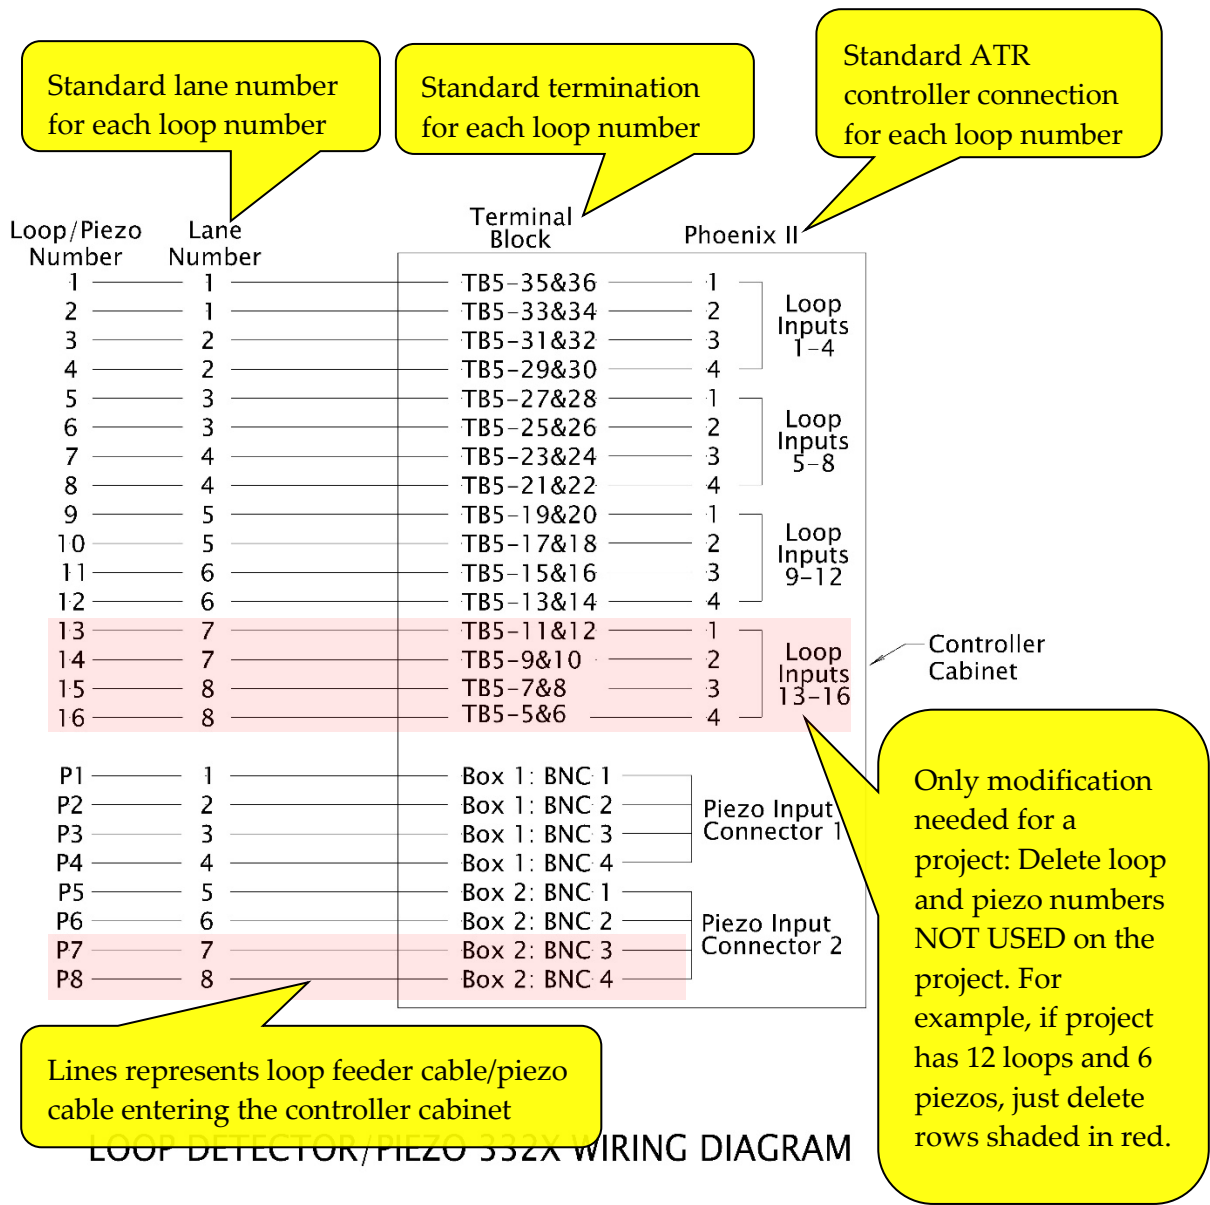 Standard lane number
for each loop number
Standard termination
for each loop number
Standard ATR
controller connection
for each loop number
Loop/Piezo
Number
Lane
Number
Terminal
Block
Phoenix II
1 1 TB5-35&36 1
2 1 TB5-33&34 2
3 2 TB5-31&32 3
4 2 TB5-29&30 4
Loop
Inputs
1-4
5 3 TB5-27&28 1
6 3 TB5-25&26 2
7 4 TB5-23&24 3
8 4 TB5-21&22 4
Loop
Inputs
5-8
9 5 TB5-19&20 1
10 5 TB5-17&18 2
11 6 TB5-15&16 3
12 6 TB5-13&14 4
Loop
Inputs
9-12
13 7 TB5-11&12 1
14 7 TB5-9&10 2
15 8 TB5-7&8 3
16 8 TB5-5&6 4
Loop
Inputs
13-16
Controller
Cabinet
P1 1 Box 1: BNC 1
P2 2 Box 1: BNC 2
P3 3 Box 1: BNC 3
P4 4 Box 1: BNC 4
Piezo Input
Connector 1
P5 5 Box 2: BNC 1
P6 6 Box 2: BNC 2
P7 7 Box 2: BNC 3
P8 8 Box 2: BNC 4
Piezo Input
Connector 2
Only modification
needed for a
project: Delete loop
and piezo numbers
NOT USED on the
project. For
example, if project
has 12 loops and 6
piezos, just delete
rows shaded in red.
Lines represents loop feeder cable/piezo
cable entering the controller cabinet
LOOP DETECTOR/PIEZO 332X WIRING DIAGRAM